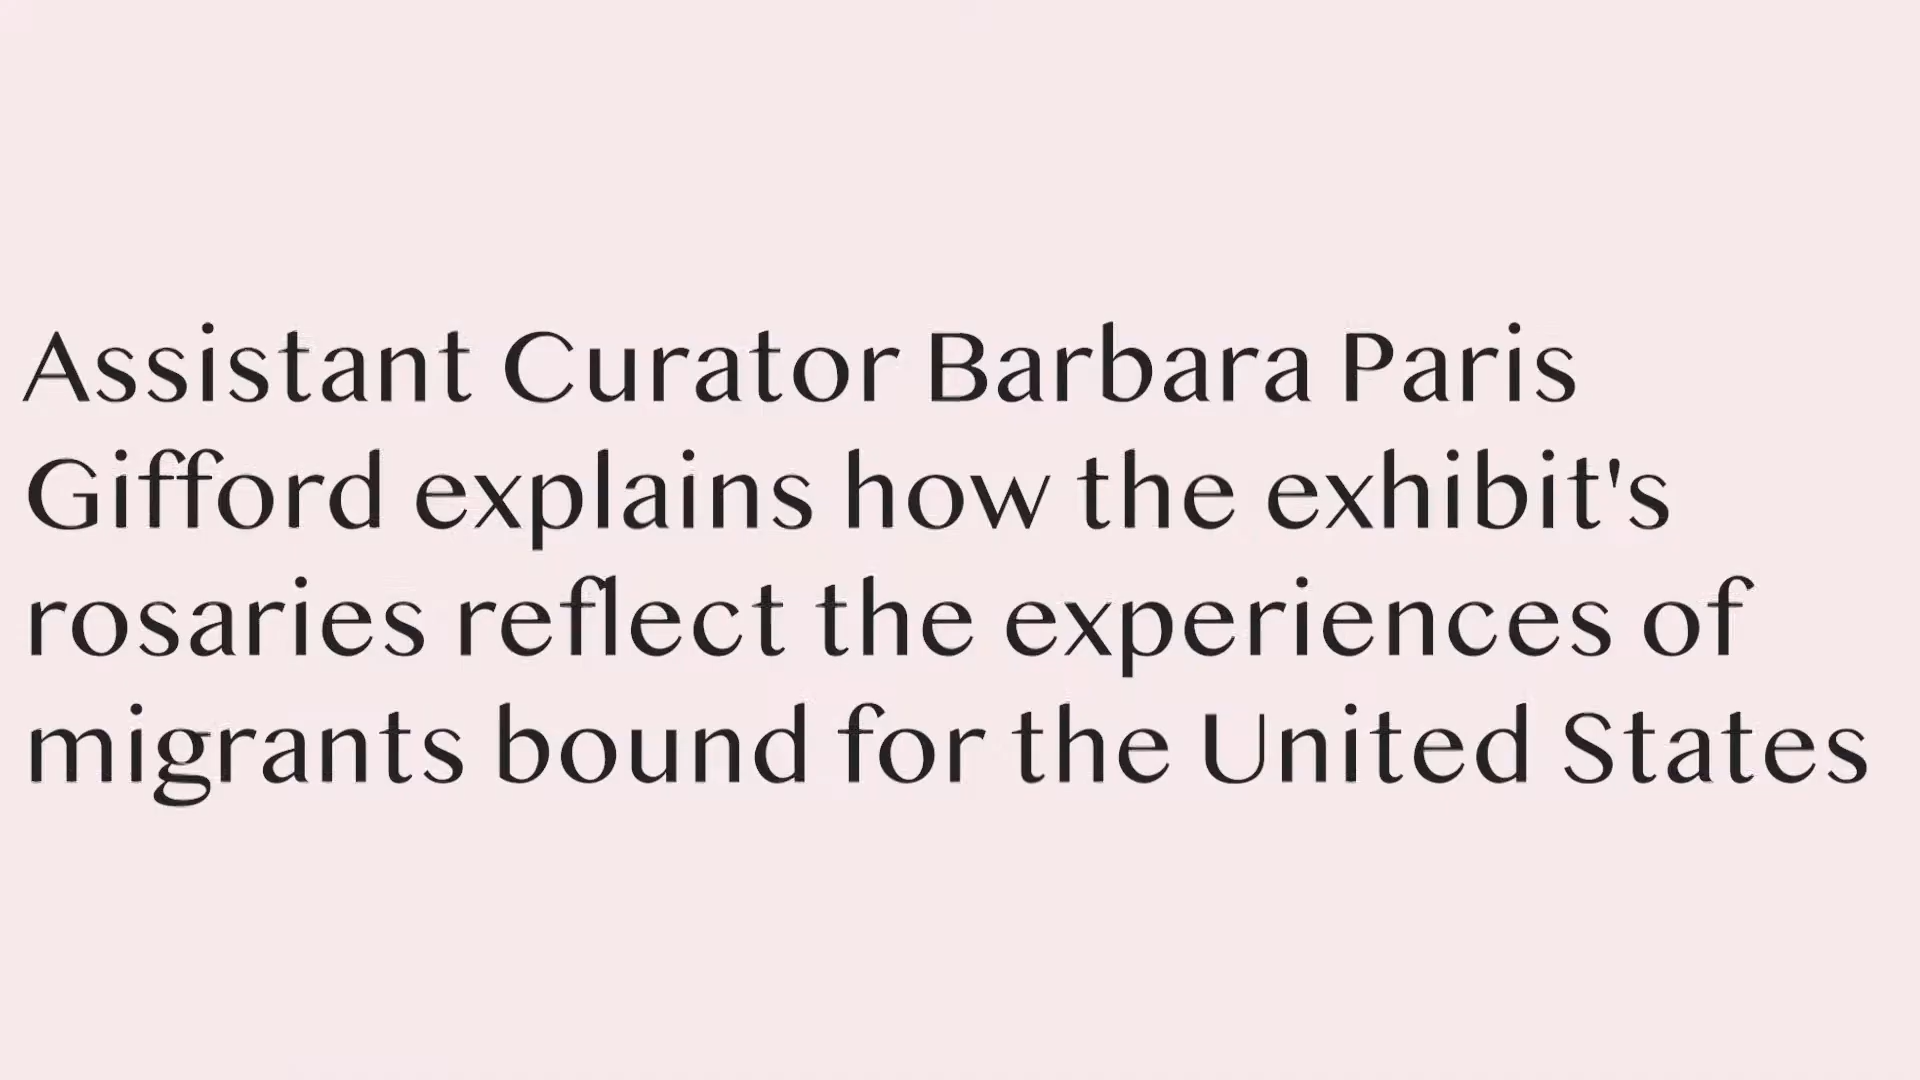 Assistant Curator Barbara Paris
Gifford explains how the exhibit's
rosaries reflect the experiences of
migrants bound for the United States